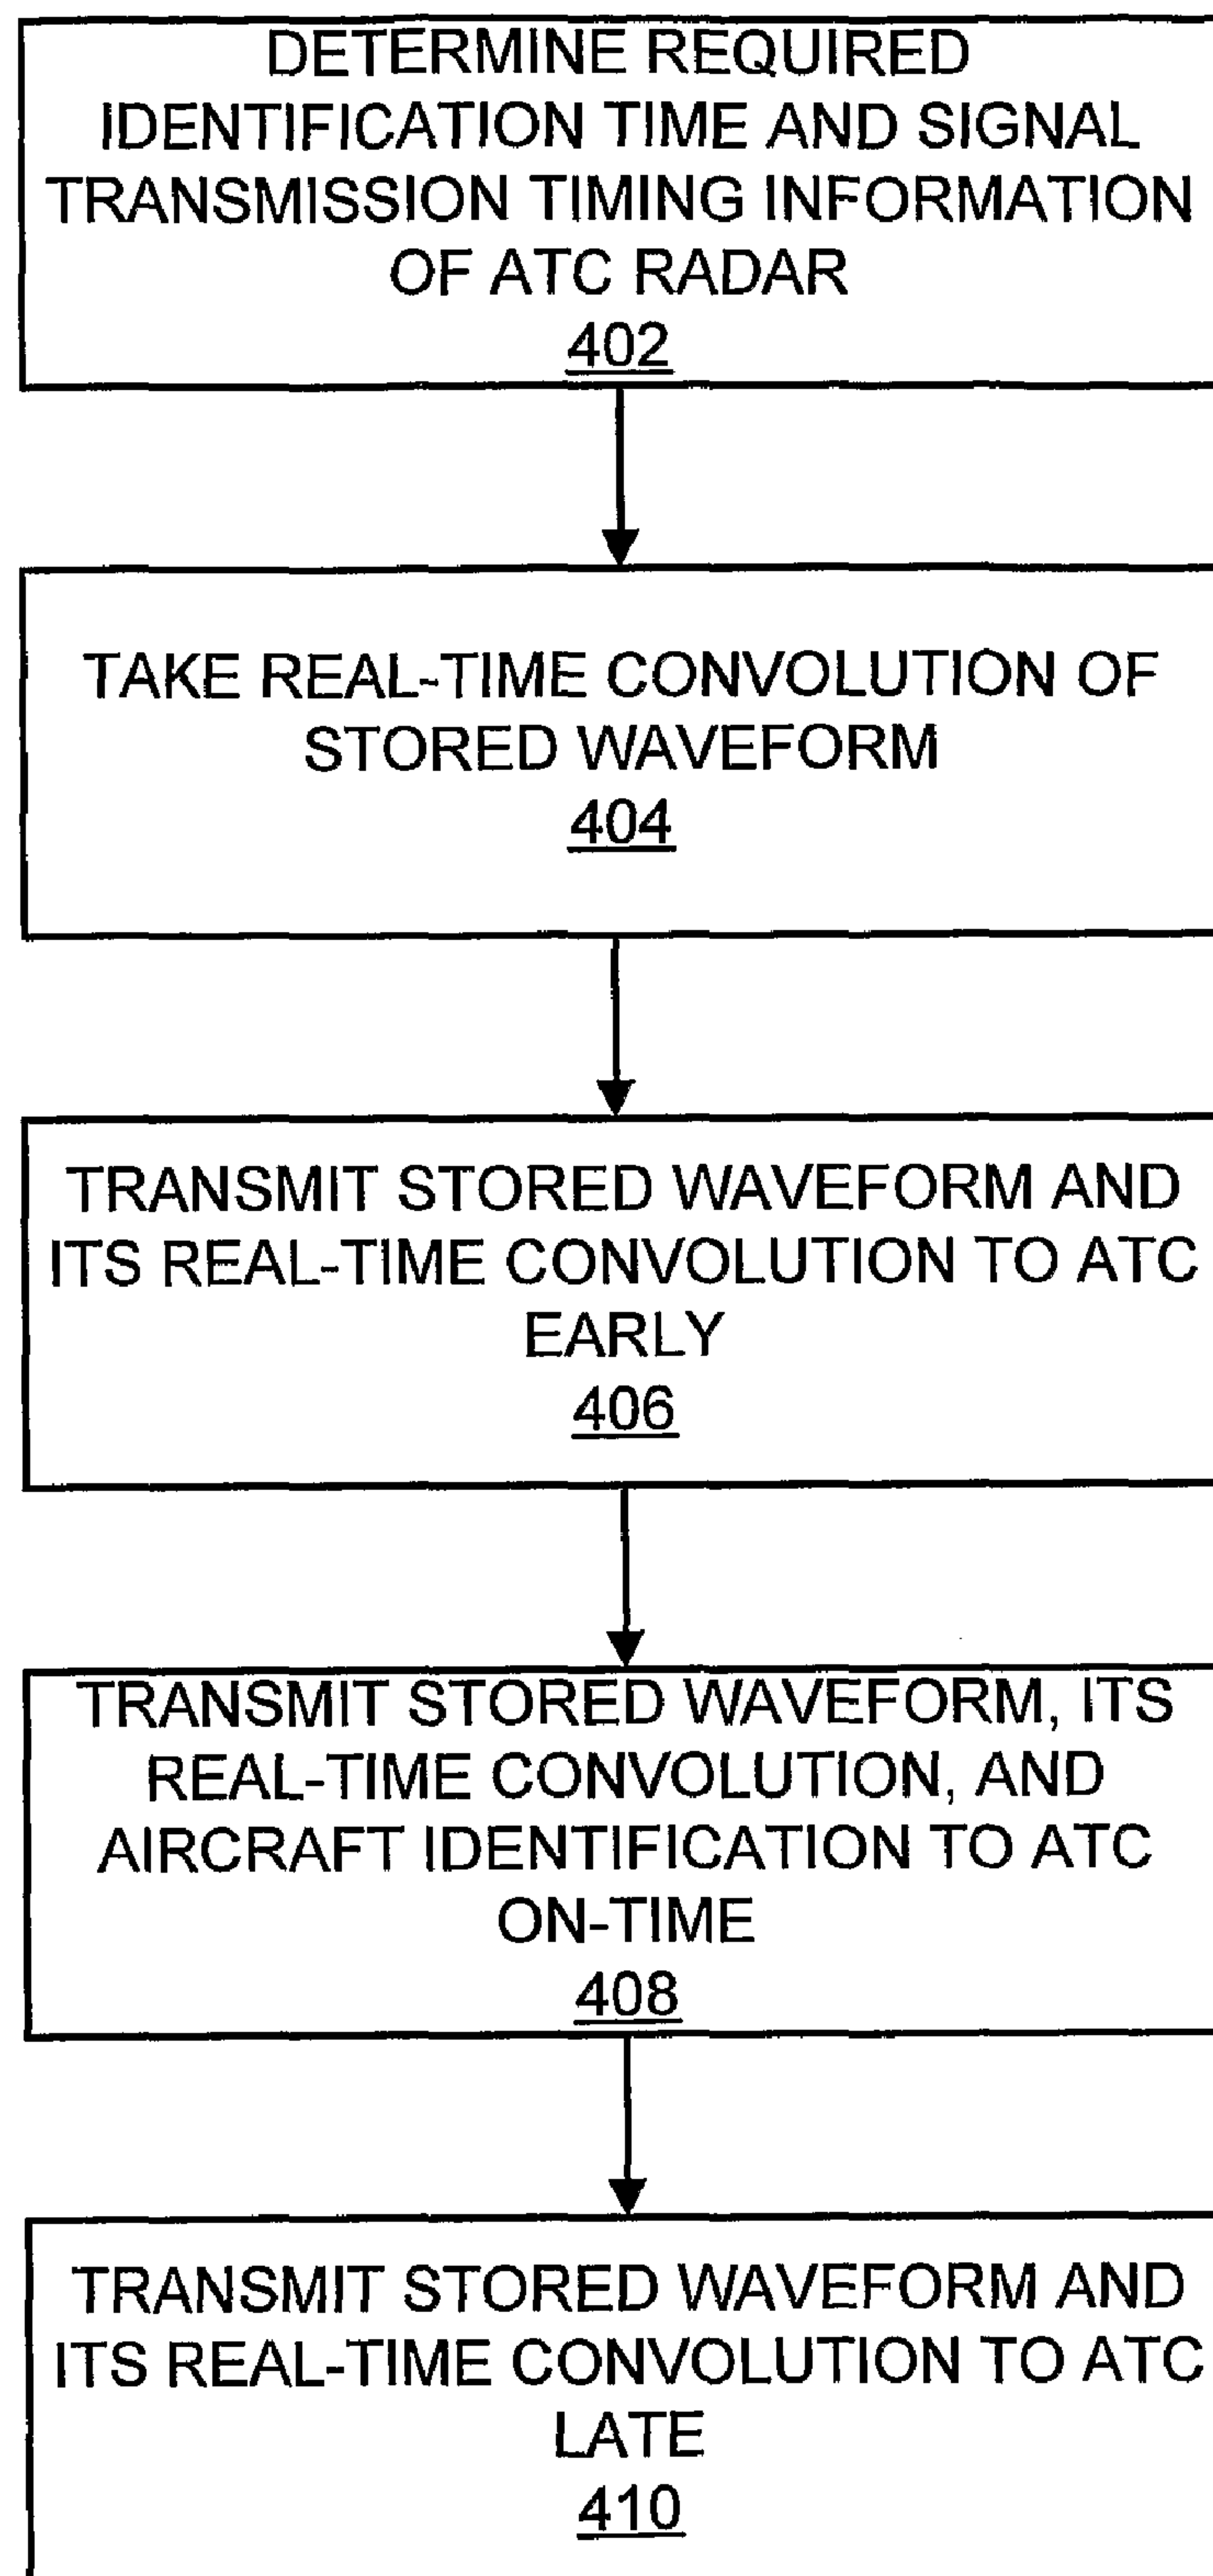 DETERMINE REQUIRED
IDENTIFICATION TIME AND SIGNAL
TRANSMISSION TIMING INFORMATION
OF ATC RADAR
402
TAKE REAL-TIME CONVOLUTION OF
STORED WAVEFORM
404
TRANSMIT STORED WAVEFORM AND
ITS REAL-TIME CONVOLUTION TO ATC
EARLY
406
TRANSMIT STORED WAVEFORM, ITS
REAL-TIME CONVOLUTION, AND
AIRCRAFT IDENTIFICATION TO ATC
ON-TIME
408
TRANSMIT STORED WAVEFORM AND
ITS REAL-TIME CONVOLUTION TO ATC
LATE
410